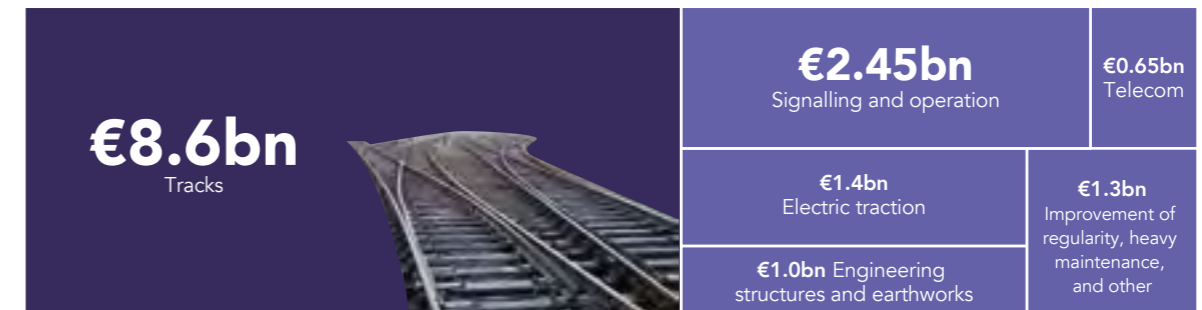 €8.6bn
Tracks
€2.45bn
Signalling and operation
€0.65bn
Telecom
€1.4bn
Electric traction
€1.0bn Engineering
structures and earthworks
€1.3bn
Improvement of
regularity, heavy
maintenance,
and other